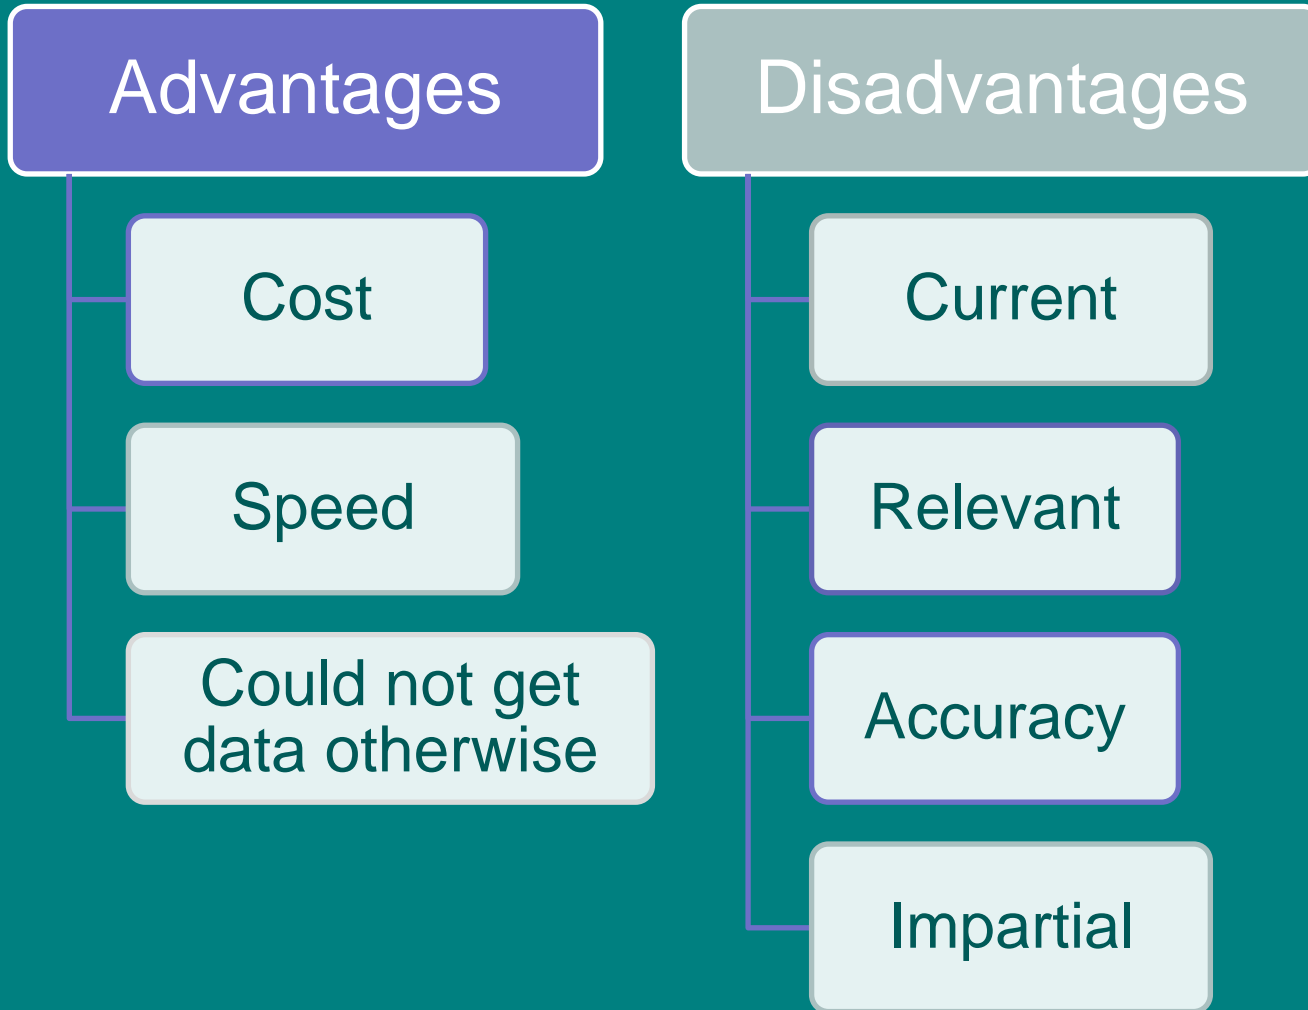 Advantages
Cost
Speed
Could not get
data otherwise
Disadvantages
Current
Relevant
Accuracy
Impartial